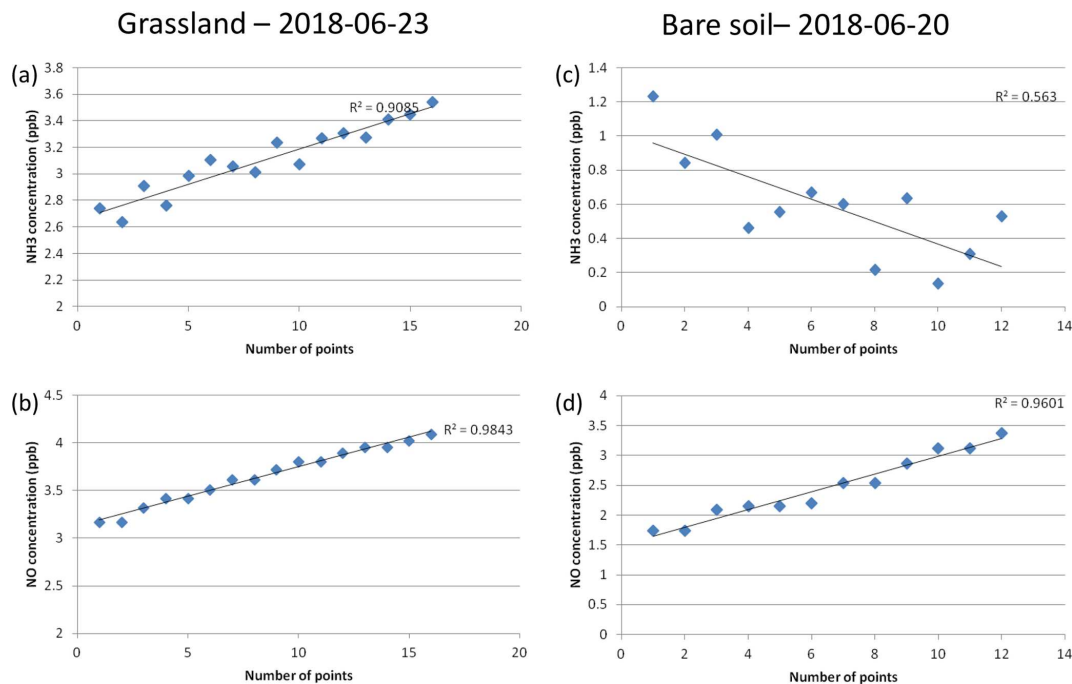 Grassland – 2018-06-23
Bare soil– 2018-06-20
(a)
NH3 concentration (ppb)
3.8
3.6
3.4
3.2
3
2.8
2.6
2.4
2.2
2
R² = 0.9085
0 5 10 15 20
Number of points
(c)
NH3 concentration (ppb)
1.4
1.2
1
0.8
0.6
0.4
0.2
0
R² = 0.563
0 2 4 6 8 10 12 14
Number of points
(b)
NO concentration (ppb)
4.5
4
3.5
3
2.5
2
R² = 0.9843
0 5 10 15 20
Number of points
(d)
NO concentration (ppb)
4
3.5
3
2.5
2
1.5
1
0.5
0
R² = 0.9601
0 2 4 6 8 10 12 14
Number of points